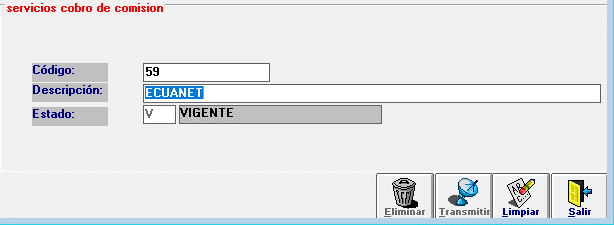 servicios cobro de comision
Código: 59
Descripción: ECUANET
Estado: V VIGENTE
Eliminar Transmitir Limpiar Salir